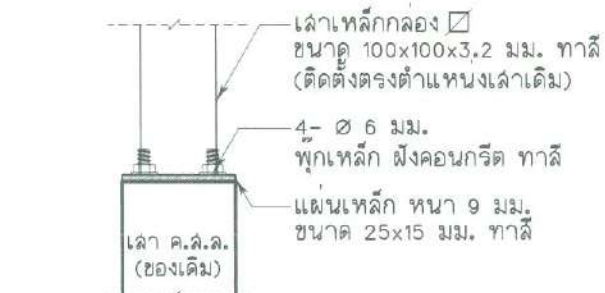 เสาเหล็กกล่อง
ขนาด 100x100x3.2 มม. ทาสี
(ติดตั้งตรงตำแหน่งเสาเดิม)
4- Ø 6 มม.
พุ๊กเหล็ก ฝังคอนกรีต ทาสี
แผ่นเหล็ก หนา 9 มม.
ขนาด 25x15 มม. ทาสี
เสา ค.ส.ล.
(ของเดิม)